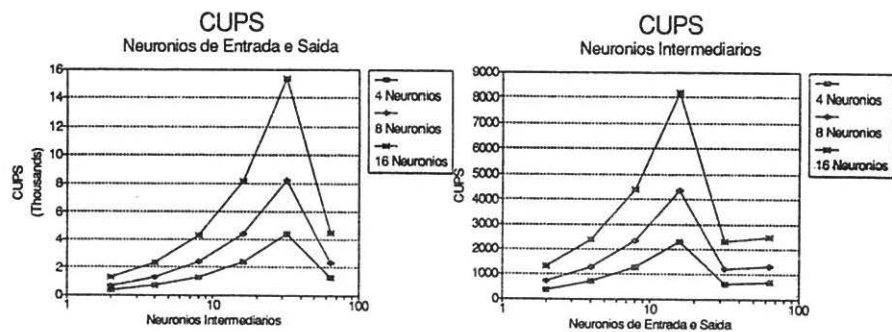 CUPS
Neuronios de Entrada e Saida
16
14
12
10
8
6
4
2
0
CUPS
(Thousands)
1
10
100
Neuronios Intermediarios
4 Neuronios
8 Neuronios
16 Neuronios
CUPS
Neuronios Intermediarios
9000
8000
7000
6000
5000
4000
3000
2000
1000
0
CUPS
1
10
100
Neuronios de Entrada e Saida
4 Neuronios
8 Neuronios
16 Neuronios